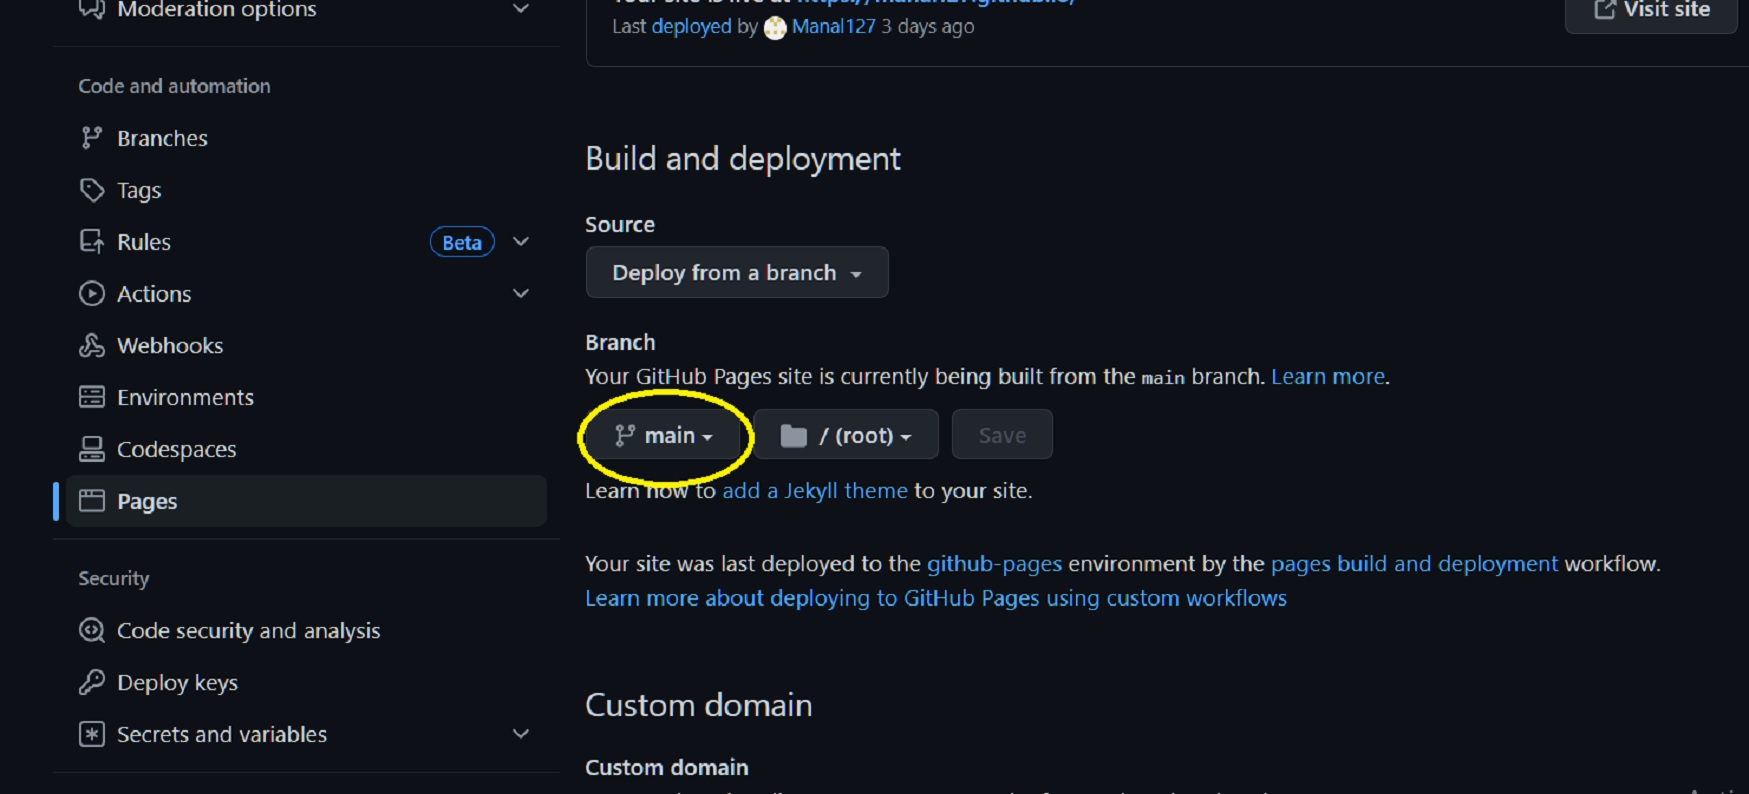 Moderation options
Last deployed by Manal127 3 days ago
Visit site
Code and automation
Branches
Tags
Rules
Beta
Actions
Webhooks
Environments
Codespaces
Pages
Security
Code security and analysis
Deploy keys
Secrets and variables
Build and deployment
Source
Deploy from a branch
Branch
Your GitHub Pages site is currently being built from the main branch. Learn more.
main
/ (root)
Save
Learn how to add a Jekyll theme to your site.
Your site was last deployed to the github-pages environment by the pages build and deployment workflow.
Learn more about deploying to GitHub Pages using custom workflows
Custom domain
Custom domain